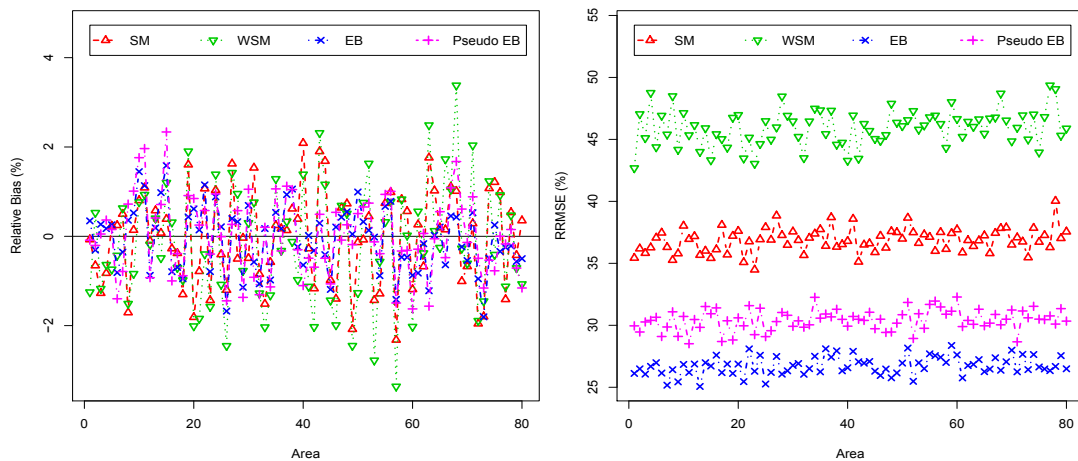 SM WSM EB Pseudo EB
Relative Bias (%)
4
2
0
−2
0 20 40 60 80
Area
SM WSM EB Pseudo EB
RRMSE (%)
55
50
45
40
35
30
25
0 20 40 60 80
Area